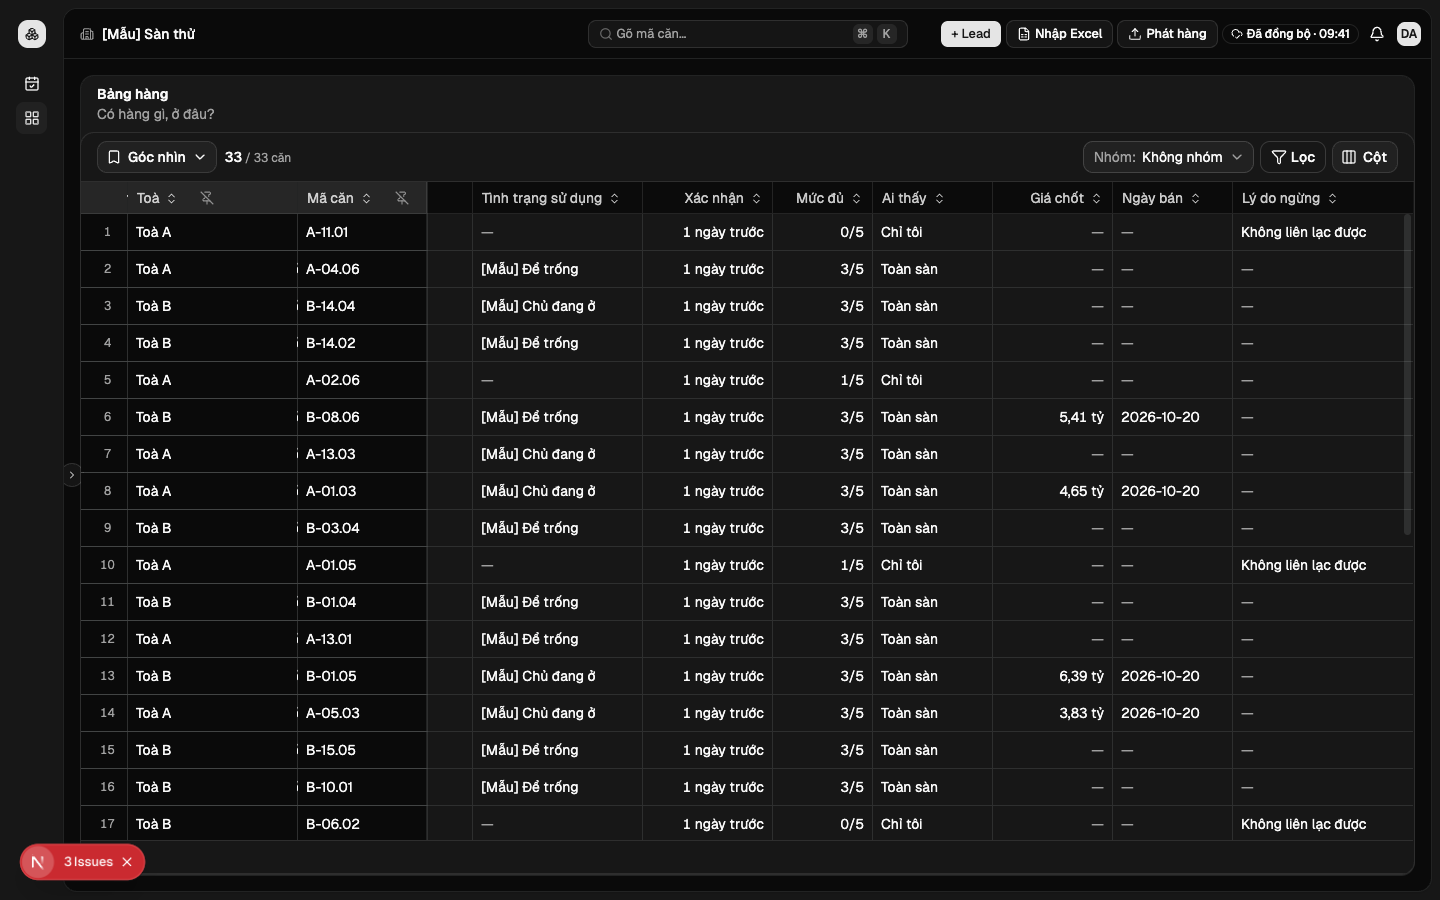 [Mẫu] Sàn thử
Gõ mã căn...
⌘ K
+ Lead
Nhập Excel
Phát hàng
Đã đồng bộ · 09:41
DA
Bảng hàng
Có hàng gì, ở đâu?
Góc nhìn
33 / 33 căn
Nhóm: Không nhóm
Lọc
Cột
Toà Mã căn Tình trạng sử dụng Xác nhận Mức đủ Ai thấy Giá chốt Ngày bán Lý do ngừng
1 Toà A A-11.01 — 1 ngày trước 0/5 Chỉ tôi — — Không liên lạc được
2 Toà A A-04.06 [Mẫu] Để trống 1 ngày trước 3/5 Toàn sàn — — —
3 Toà B B-14.04 [Mẫu] Chủ đang ở 1 ngày trước 3/5 Toàn sàn — — —
4 Toà B B-14.02 [Mẫu] Để trống 1 ngày trước 3/5 Toàn sàn — — —
5 Toà A A-02.06 — 1 ngày trước 1/5 Chỉ tôi — — —
6 Toà B B-08.06 [Mẫu] Để trống 1 ngày trước 3/5 Toàn sàn 5,41 tỷ 2026-10-20 —
7 Toà A A-13.03 [Mẫu] Chủ đang ở 1 ngày trước 3/5 Toàn sàn — — —
8 Toà A A-01.03 [Mẫu] Chủ đang ở 1 ngày trước 3/5 Toàn sàn 4,65 tỷ 2026-10-20 —
9 Toà B B-03.04 [Mẫu] Để trống 1 ngày trước 3/5 Toàn sàn — — —
10 Toà A A-01.05 — 1 ngày trước 1/5 Chỉ tôi — — Không liên lạc được
11 Toà B B-01.04 [Mẫu] Để trống 1 ngày trước 3/5 Toàn sàn — — —
12 Toà A A-13.01 [Mẫu] Để trống 1 ngày trước 3/5 Toàn sàn — — —
13 Toà B B-01.05 [Mẫu] Chủ đang ở 1 ngày trước 3/5 Toàn sàn 6,39 tỷ 2026-10-20 —
14 Toà A A-05.03 [Mẫu] Chủ đang ở 1 ngày trước 3/5 Toàn sàn 3,83 tỷ 2026-10-20 —
15 Toà B B-15.05 [Mẫu] Để trống 1 ngày trước 3/5 Toàn sàn — — —
16 Toà B B-10.01 [Mẫu] Để trống 1 ngày trước 3/5 Toàn sàn — — —
17 Toà B B-06.02 — 1 ngày trước 0/5 Chỉ tôi — — Không liên lạc được
N 3 Issues